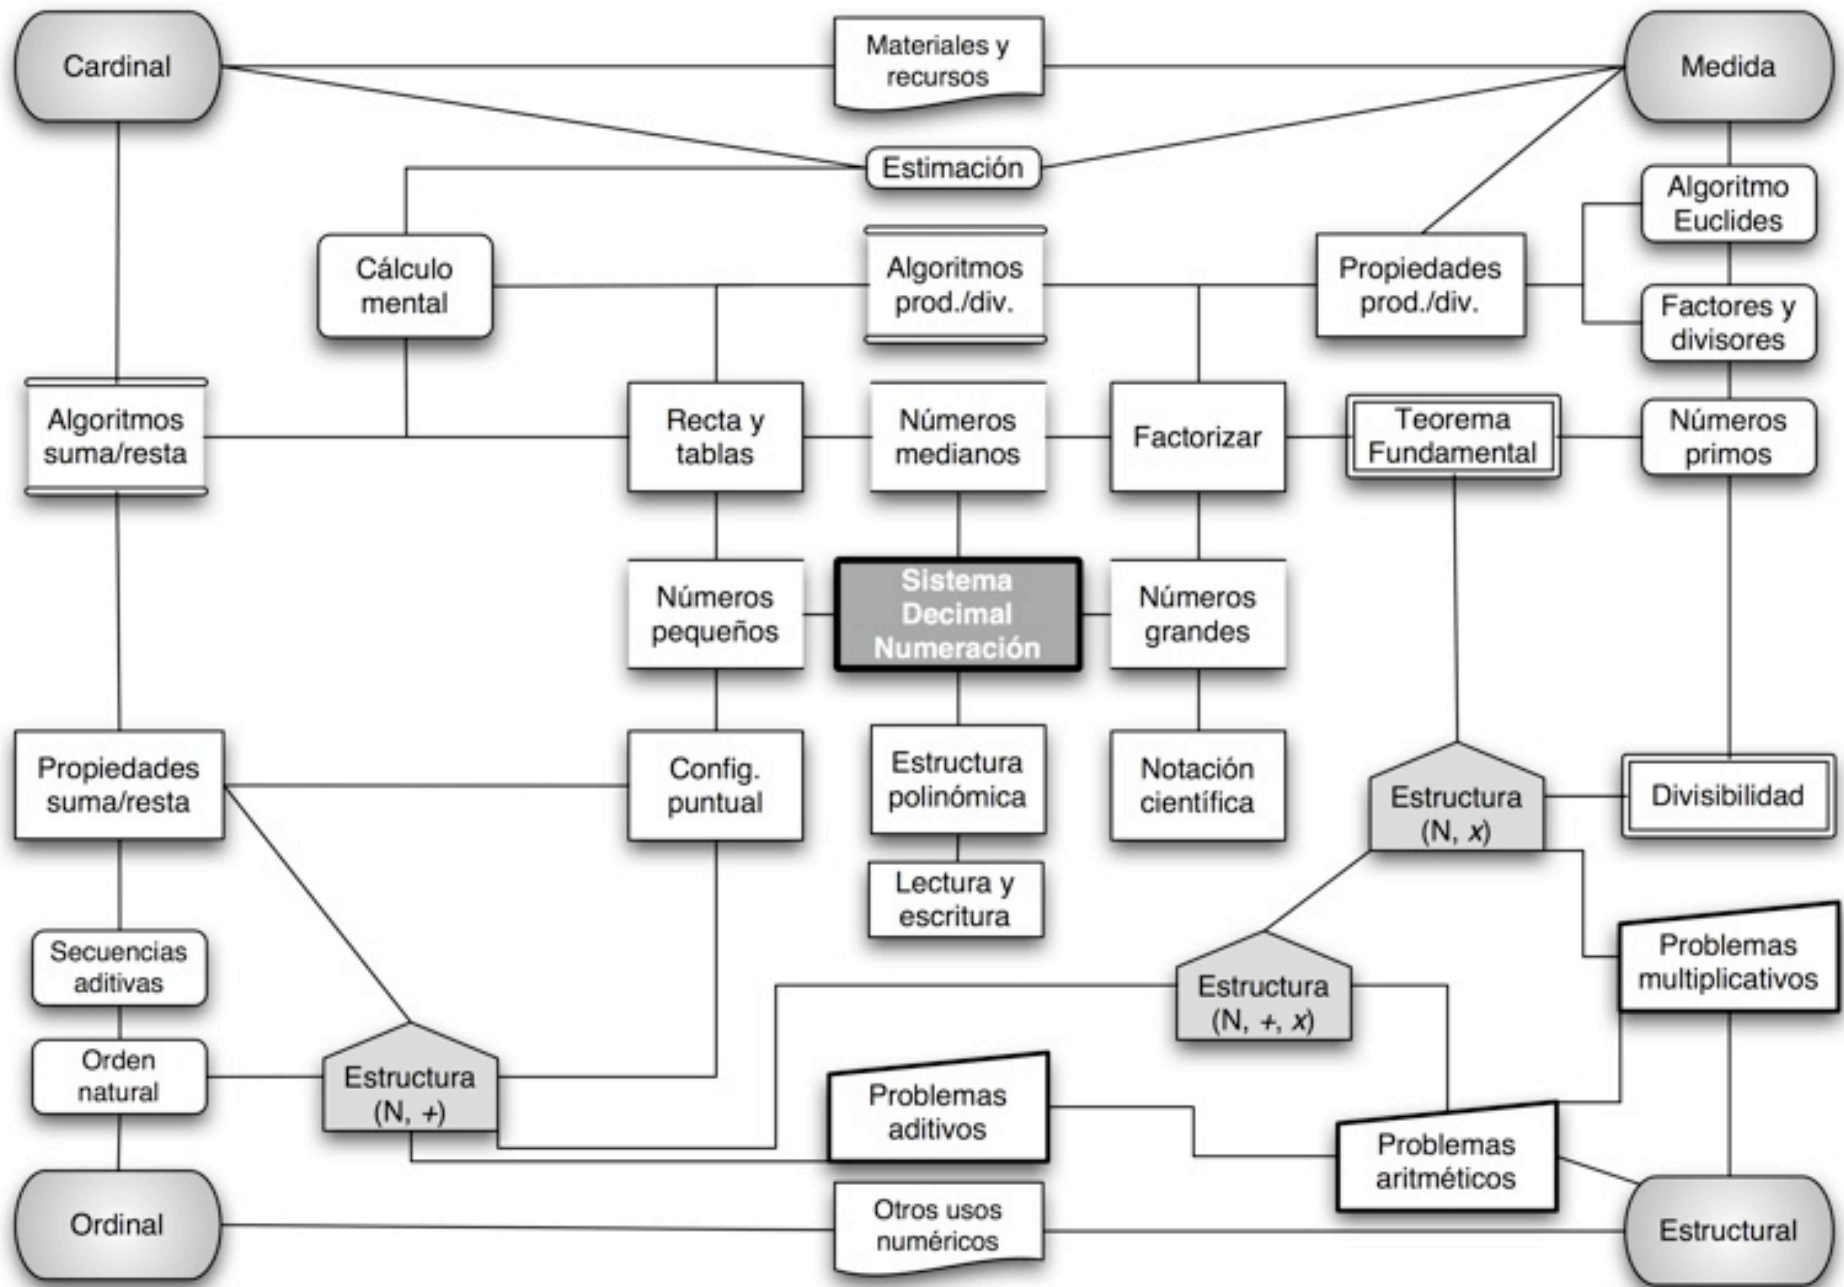 Cardinal
Materiales y
recursos
Medida
Estimación
Algoritmo
Euclides
Cálculo
mental
Algoritmos
prod./div.
Propiedades
prod./div.
Factores y
divisores
Algoritmos
suma/resta
Recta y
tablas
Números
medianos
Factorizar
Teorema
Fundamental
Números
primos
Números
pequeños
Sistema
Decimal
Numeración
Números
grandes
Propiedades
suma/resta
Config.
puntual
Estructura
polinómica
Notación
científica
Estructura
(N, x)
Divisibilidad
Lectura y
escritura
Secuencias
aditivas
Estructura
(N, +, x)
Problemas
multiplicativos
Orden
natural
Estructura
(N, +)
Problemas
aditivos
Problemas
aritméticos
Ordinal
Otros usos
numéricos
Estructural